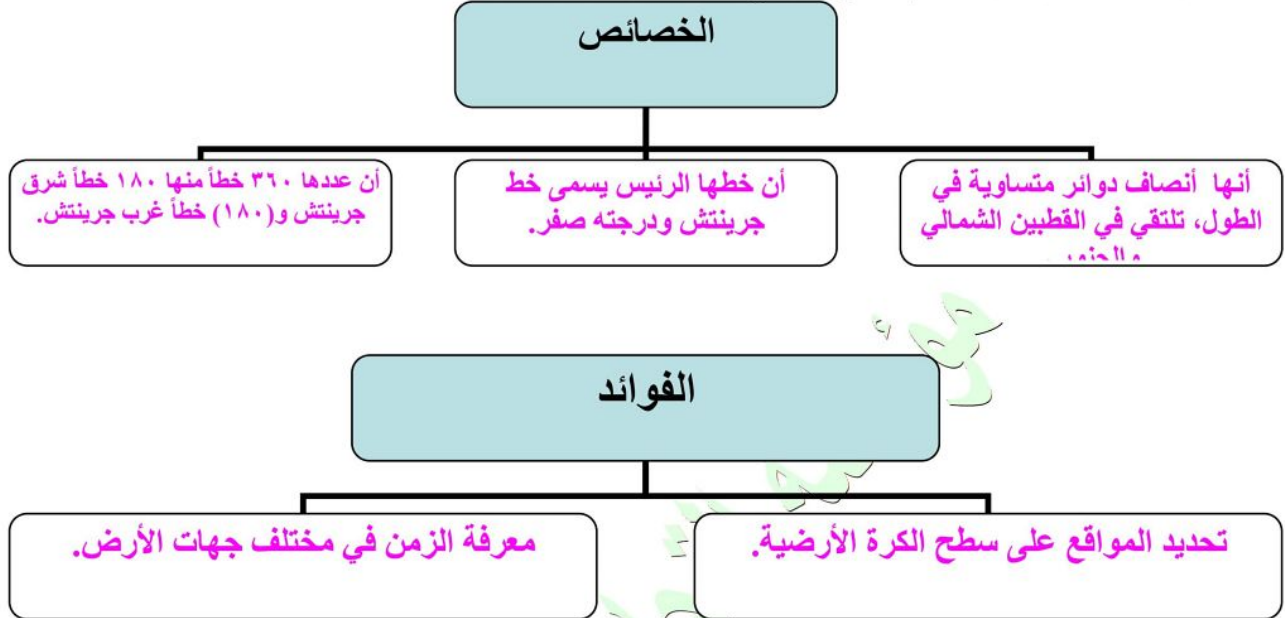 الخصائص
أنها أنصاف دوائر متساوية في
الطول، تلتقي في القطبين الشمالي
أن خطها الرئيس يسمى خط
جرينتش ودرجته صفر.
أن عددها ٣٦٠ خطاً منها ١٨٠ خطاً شرق
جرينتش و(١٨٠) خطاً غرب جرينتش.
الفوائد
تحديد المواقع على سطح الكرة الأرضية.
معرفة الزمن في مختلف جهات الأرض.